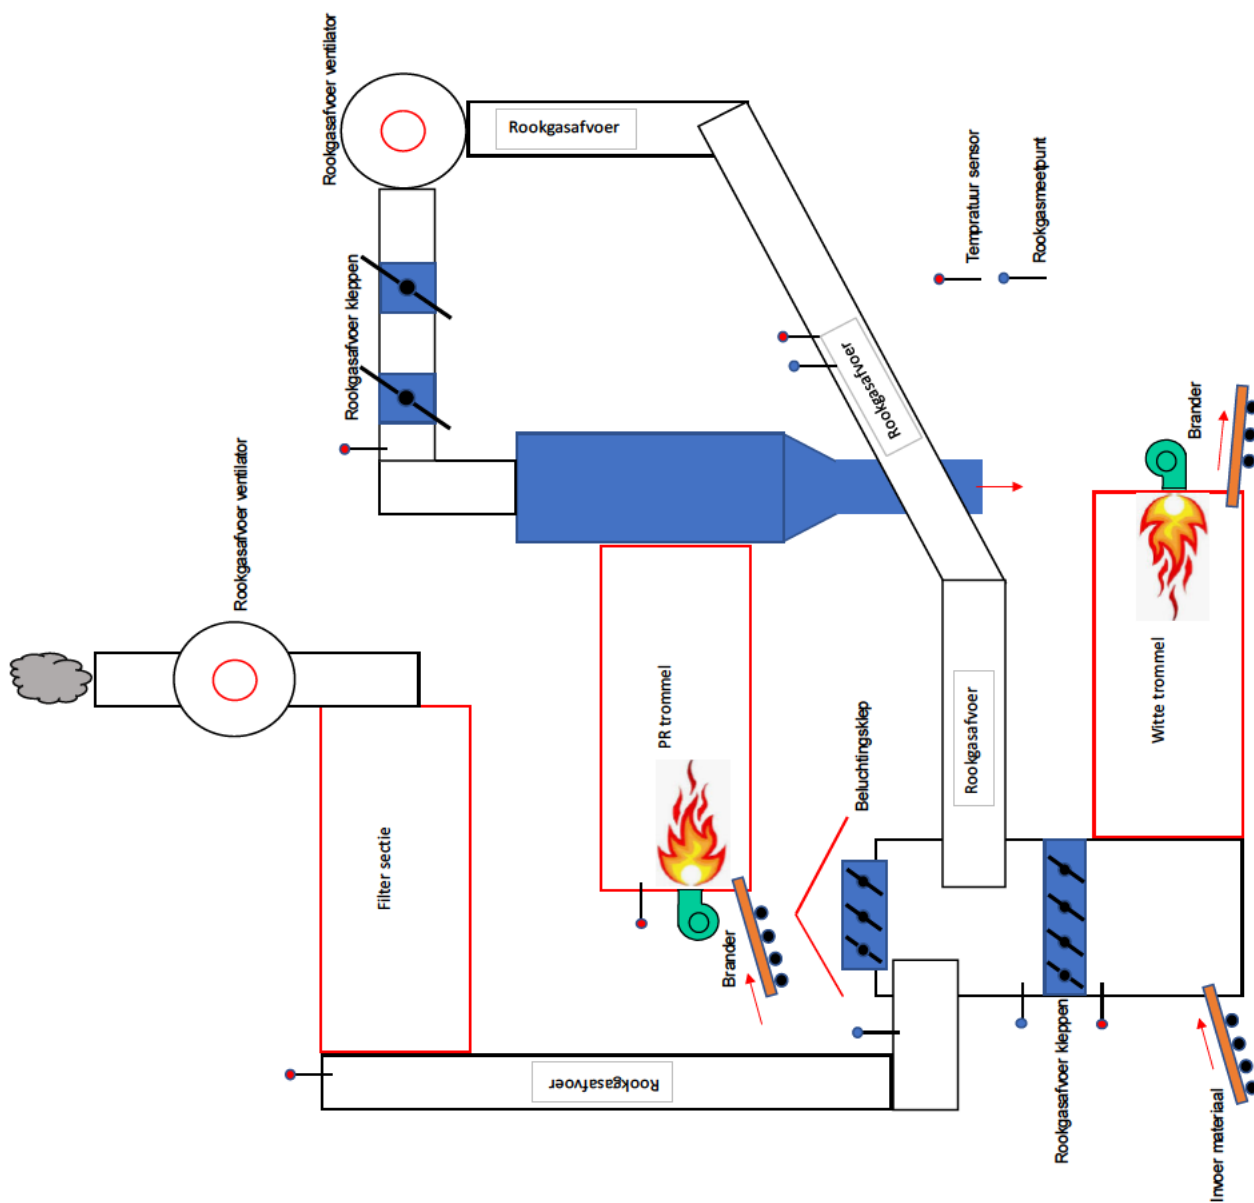 Rookgasafvoer ventilator
Rookgasafvoer
Rookgasafvoer kleppen
Tempratuur sensor
Rookgasmeetpunt
Rookgasafvoer
Brander
Rookgasafvoer ventilator
PR trommel
Witte trommel
Beluchtingsklep
Rookgasafvoer
Filter sectie
Brander
Rookgasafvoer
Rookgasafvoer kleppen
Invoer materiaal